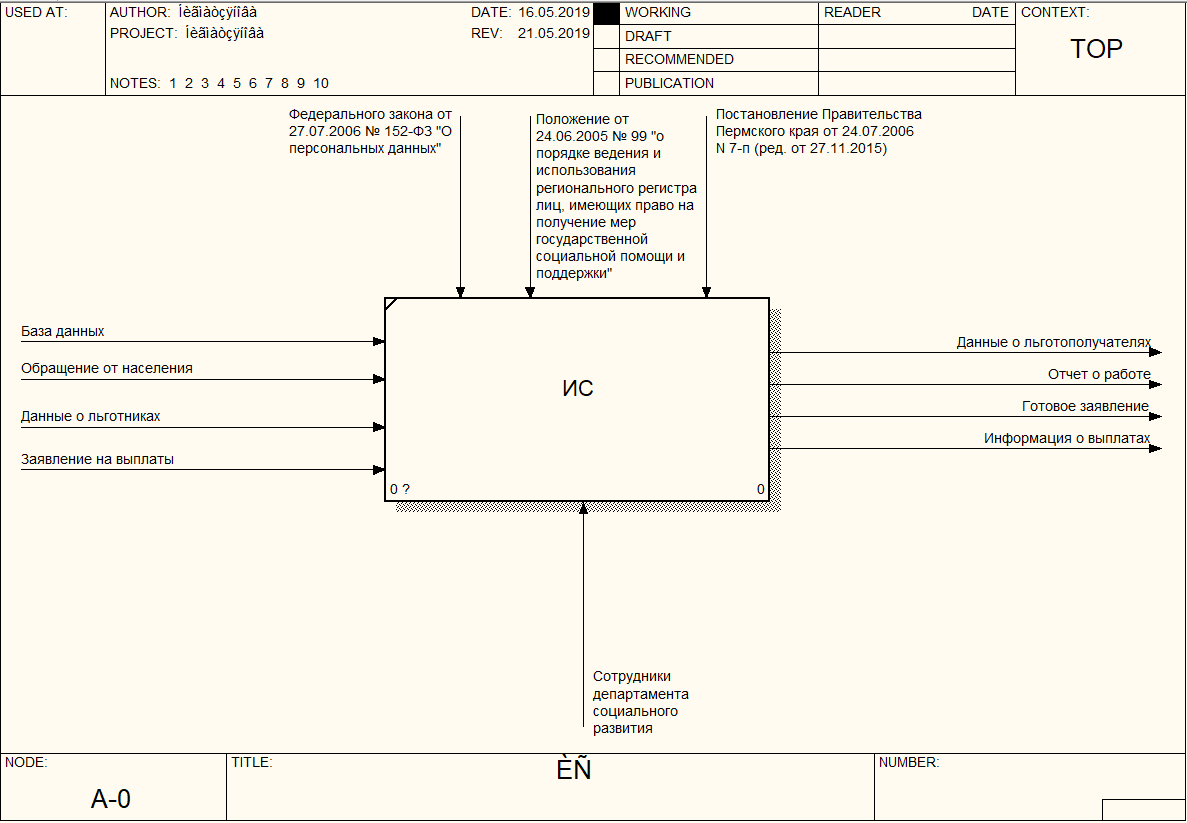 USED AT:
AUTHOR: Íèãìàòçÿíîâà
DATE: 16.05.2019
WORKING
READER
DATE
CONTEXT:
PROJECT: Íèãìàòçÿíîâà
REV: 21.05.2019
DRAFT
TOP
RECOMMENDED
NOTES: 1 2 3 4 5 6 7 8 9 10
PUBLICATION
Федерального закона от
27.07.2006 № 152-ФЗ "О
персональных данных"
Положение от
24.06.2005 № 99 "о
порядке ведения и
использования
регионального регистра
лиц, имеющих право на
получение мер
государственной
социальной помощи и
поддержки"
Постановление Правительства
Пермского края от 24.07.2006
N 7-п (ред. от 27.11.2015)
База данных
Обращение от населения
Данные о льготниках
Заявление на выплаты
ИС
0 ?
0
Данные о льготополучателях
Отчет о работе
Готовое заявление
Информация о выплатах
Сотрудники
департамента
социального
развития
NODE:
A-0
TITLE:
ÈÑ
NUMBER: